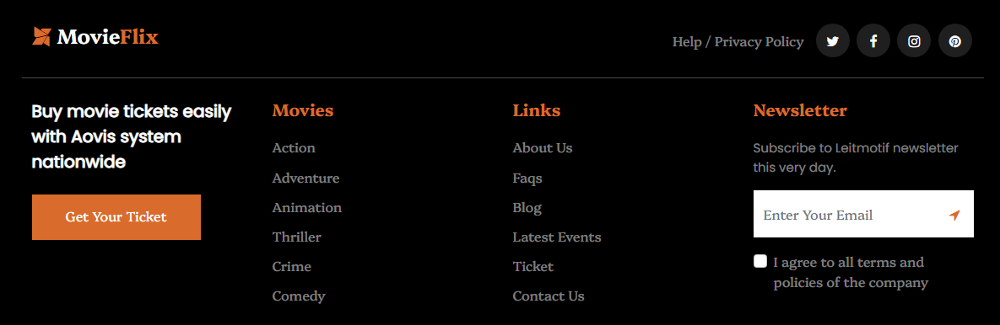 MovieFlix
Help / Privacy Policy
Buy movie tickets easily
with Aovis system
nationwide
Get Your Ticket
Movies
Action
Adventure
Animation
Thriller
Crime
Comedy
Links
About Us
Faqs
Blog
Latest Events
Ticket
Contact Us
Newsletter
Subscribe to Leitmotif newsletter
this very day.
Enter Your Email
I agree to all terms and
policies of the company